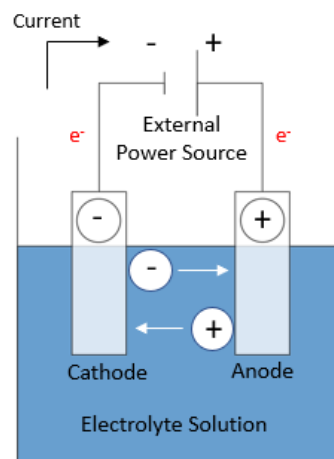 Current
- +
e- External e-
Power Source
- +
-
+
Cathode Anode
Electrolyte Solution